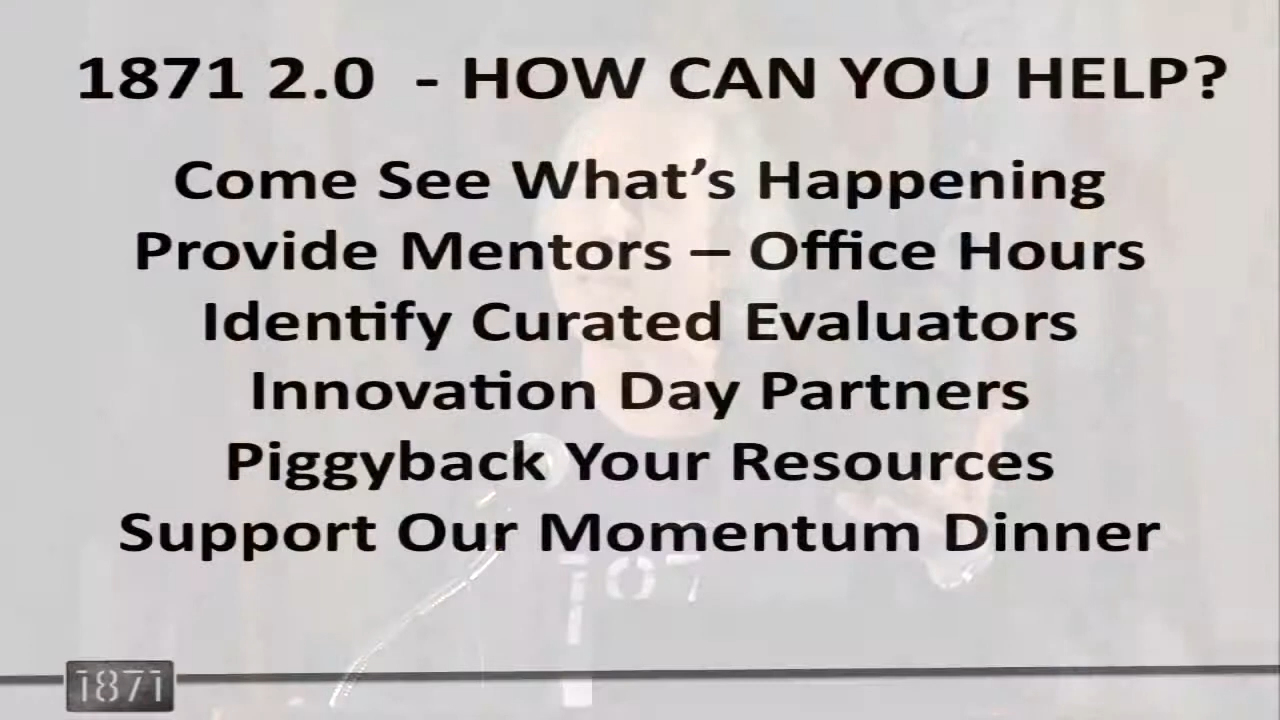 1871 2.0 - HOW CAN YOU HELP?
Come See What’s Happening
Provide Mentors – Office Hours
Identify Curated Evaluators
Innovation Day Partners
Piggyback Your Resources
Support Our Momentum Dinner
1871